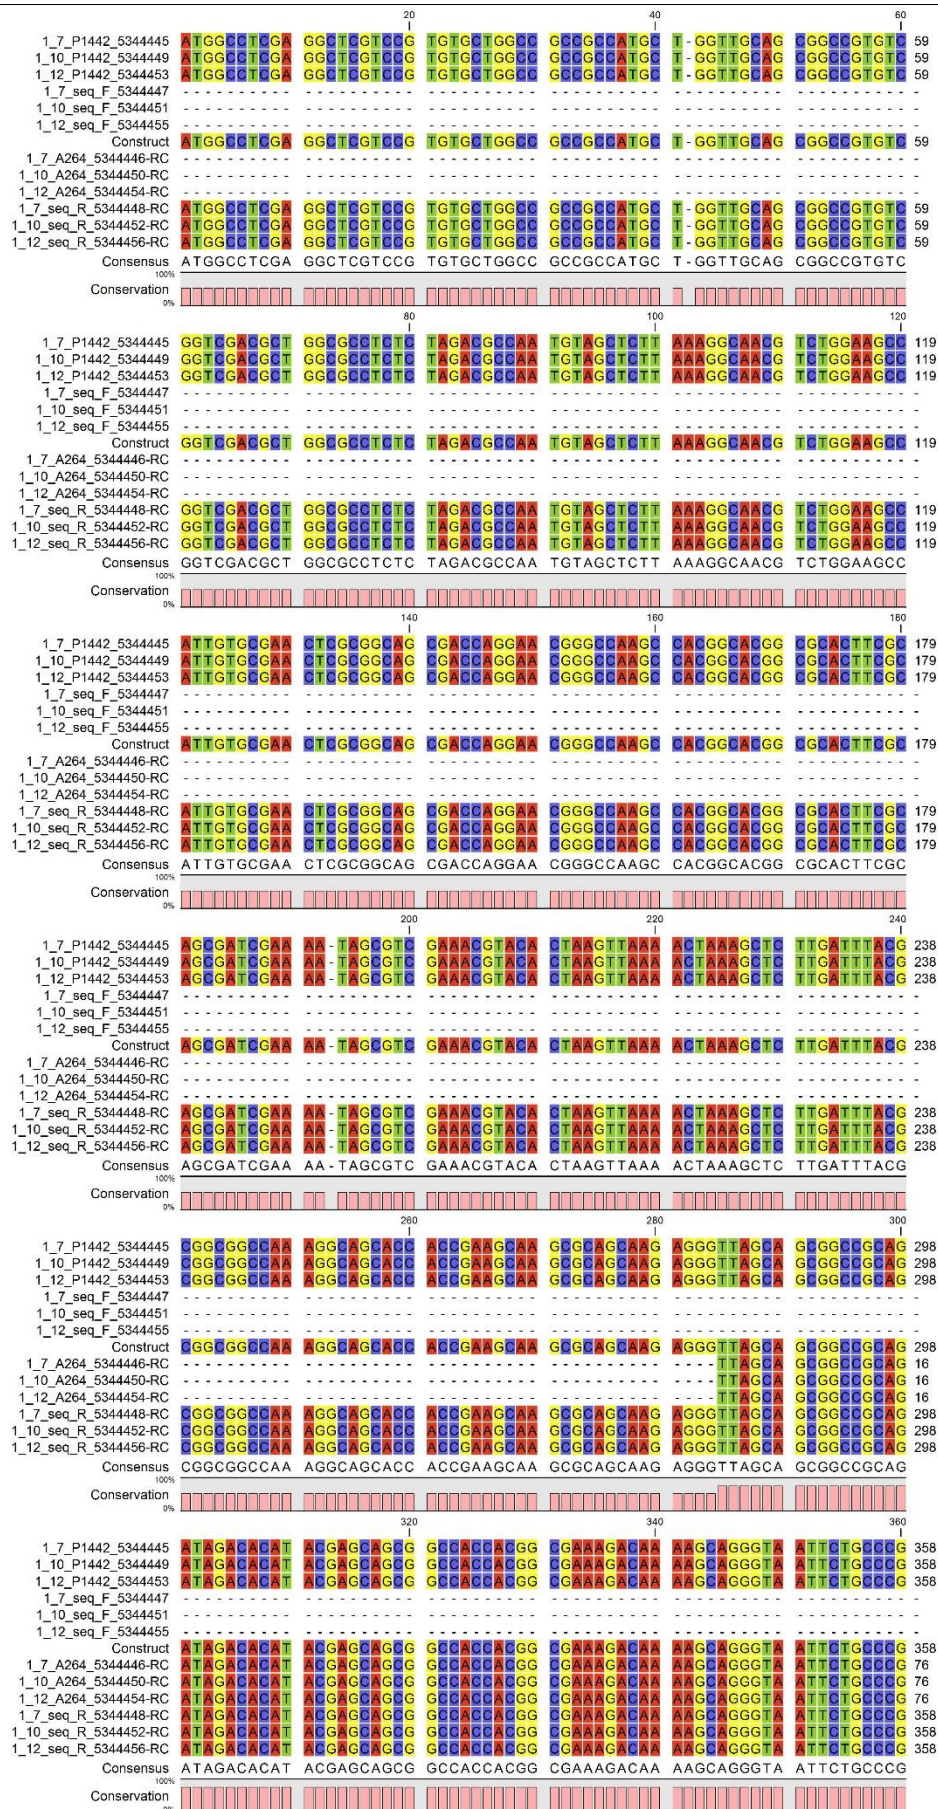 20 40 60
1_7_P1442_5344445 ATGGCCTCGA GGCTCGTCCG TGTGCTGGCC GCCGCCATGC T-GGTTGCAG CGGCCGTGTC 59
1_10_P1442_5344449 ATGGCCTCGA GGCTCGTCCG TGTGCTGGCC GCCGCCATGC T-GGTTGCAG CGGCCGTGTC 59
1_12_P1442_5344453 ATGGCCTCGA GGCTCGTCCG TGTGCTGGCC GCCGCCATGC T-GGTTGCAG CGGCCGTGTC 59
1_7_seq_F_5344447 ---------- ---------- ---------- ---------- ---------- ---------- -
1_10_seq_F_5344451 ---------- ---------- ---------- ---------- ---------- ---------- -
1_12_seq_F_5344455 ---------- ---------- ---------- ---------- ---------- ---------- -
Construct ATGGCCTCGA GGCTCGTCCG TGTGCTGGCC GCCGCCATGC T-GGTTGCAG CGGCCGTGTC 59
1_7_A264_5344446-RC ---------- ---------- ---------- ---------- ---------- ---------- -
1_10_A264_5344450-RC ---------- ---------- ---------- ---------- ---------- ---------- -
1_12_A264_5344454-RC ---------- ---------- ---------- ---------- ---------- ---------- -
1_7_seq_R_5344448-RC ATGGCCTCGA GGCTCGTCCG TGTGCTGGCC GCCGCCATGC T-GGTTGCAG CGGCCGTGTC 59
1_10_seq_R_5344452-RC ATGGCCTCGA GGCTCGTCCG TGTGCTGGCC GCCGCCATGC T-GGTTGCAG CGGCCGTGTC 59
1_12_seq_R_5344456-RC ATGGCCTCGA GGCTCGTCCG TGTGCTGGCC GCCGCCATGC T-GGTTGCAG CGGCCGTGTC 59
Consensus ATGGCCTCGA GGCTCGTCCG TGTGCTGGCC GCCGCCATGC T-GGTTGCAG CGGCCGTGTC
100%
Conservation
0%
80 100 120
1_7_P1442_5344445 GGTCGACGCT GGCGCCTCTC TAGACGCCAA TGTAGCTCTT AAAGGCAACG TCTGGAAGCC 119
1_10_P1442_5344449 GGTCGACGCT GGCGCCTCTC TAGACGCCAA TGTAGCTCTT AAAGGCAACG TCTGGAAGCC 119
1_12_P1442_5344453 GGTCGACGCT GGCGCCTCTC TAGACGCCAA TGTAGCTCTT AAAGGCAACG TCTGGAAGCC 119
1_7_seq_F_5344447 ---------- ---------- ---------- ---------- ---------- ---------- -
1_10_seq_F_5344451 ---------- ---------- ---------- ---------- ---------- ---------- -
1_12_seq_F_5344455 ---------- ---------- ---------- ---------- ---------- ---------- -
Construct GGTCGACGCT GGCGCCTCTC TAGACGCCAA TGTAGCTCTT AAAGGCAACG TCTGGAAGCC 119
1_7_A264_5344446-RC ---------- ---------- ---------- ---------- ---------- ---------- -
1_10_A264_5344450-RC ---------- ---------- ---------- ---------- ---------- ---------- -
1_12_A264_5344454-RC ---------- ---------- ---------- ---------- ---------- ---------- -
1_7_seq_R_5344448-RC GGTCGACGCT GGCGCCTCTC TAGACGCCAA TGTAGCTCTT AAAGGCAACG TCTGGAAGCC 119
1_10_seq_R_5344452-RC GGTCGACGCT GGCGCCTCTC TAGACGCCAA TGTAGCTCTT AAAGGCAACG TCTGGAAGCC 119
1_12_seq_R_5344456-RC GGTCGACGCT GGCGCCTCTC TAGACGCCAA TGTAGCTCTT AAAGGCAACG TCTGGAAGCC 119
Consensus GGTCGACGCT GGCGCCTCTC TAGACGCCAA TGTAGCTCTT AAAGGCAACG TCTGGAAGCC
100%
Conservation
0%
140 160 180
1_7_P1442_5344445 ATTGTGCGAA CTCGCGGCAG CGACCAGGAA CGGGCCAAGC CACGGCACGG CGCACTTCGC 179
1_10_P1442_5344449 ATTGTGCGAA CTCGCGGCAG CGACCAGGAA CGGGCCAAGC CACGGCACGG CGCACTTCGC 179
1_12_P1442_5344453 ATTGTGCGAA CTCGCGGCAG CGACCAGGAA CGGGCCAAGC CACGGCACGG CGCACTTCGC 179
1_7_seq_F_5344447 ---------- ---------- ---------- ---------- ---------- ---------- -
1_10_seq_F_5344451 ---------- ---------- ---------- ---------- ---------- ---------- -
1_12_seq_F_5344455 ---------- ---------- ---------- ---------- ---------- ---------- -
Construct ATTGTGCGAA CTCGCGGCAG CGACCAGGAA CGGGCCAAGC CACGGCACGG CGCACTTCGC 179
1_7_A264_5344446-RC ---------- ---------- ---------- ---------- ---------- ---------- -
1_10_A264_5344450-RC ---------- ---------- ---------- ---------- ---------- ---------- -
1_12_A264_5344454-RC ---------- ---------- ---------- ---------- ---------- ---------- -
1_7_seq_R_5344448-RC ATTGTGCGAA CTCGCGGCAG CGACCAGGAA CGGGCCAAGC CACGGCACGG CGCACTTCGC 179
1_10_seq_R_5344452-RC ATTGTGCGAA CTCGCGGCAG CGACCAGGAA CGGGCCAAGC CACGGCACGG CGCACTTCGC 179
1_12_seq_R_5344456-RC ATTGTGCGAA CTCGCGGCAG CGACCAGGAA CGGGCCAAGC CACGGCACGG CGCACTTCGC 179
Consensus ATTGTGCGAA CTCGCGGCAG CGACCAGGAA CGGGCCAAGC CACGGCACGG CGCACTTCGC
100%
Conservation
0%
200 220 240
1_7_P1442_5344445 AGCGATCGAA AA-TAGCGTC GAAACGTACA CTAAGTTAAA ACTAAAGCTC TTGATTTACG 238
1_10_P1442_5344449 AGCGATCGAA AA-TAGCGTC GAAACGTACA CTAAGTTAAA ACTAAAGCTC TTGATTTACG 238
1_12_P1442_5344453 AGCGATCGAA AA-TAGCGTC GAAACGTACA CTAAGTTAAA ACTAAAGCTC TTGATTTACG 238
1_7_seq_F_5344447 ---------- ---------- ---------- ---------- ---------- ---------- -
1_10_seq_F_5344451 ---------- ---------- ---------- ---------- ---------- ---------- -
1_12_seq_F_5344455 ---------- ---------- ---------- ---------- ---------- ---------- -
Construct AGCGATCGAA AA-TAGCGTC GAAACGTACA CTAAGTTAAA ACTAAAGCTC TTGATTTACG 238
1_7_A264_5344446-RC ---------- ---------- ---------- ---------- ---------- ---------- -
1_10_A264_5344450-RC ---------- ---------- ---------- ---------- ---------- ---------- -
1_12_A264_5344454-RC ---------- ---------- ---------- ---------- ---------- ---------- -
1_7_seq_R_5344448-RC AGCGATCGAA AA-TAGCGTC GAAACGTACA CTAAGTTAAA ACTAAAGCTC TTGATTTACG 238
1_10_seq_R_5344452-RC AGCGATCGAA AA-TAGCGTC GAAACGTACA CTAAGTTAAA ACTAAAGCTC TTGATTTACG 238
1_12_seq_R_5344456-RC AGCGATCGAA AA-TAGCGTC GAAACGTACA CTAAGTTAAA ACTAAAGCTC TTGATTTACG 238
Consensus AGCGATCGAA AA-TAGCGTC GAAACGTACA CTAAGTTAAA ACTAAAGCTC TTGATTTACG
100%
Conservation
0%
260 280 300
1_7_P1442_5344445 CGGCGGCCAA AGGCAGCACC ACCGAAGCAA GCGCAGCAAG AGGGTTAGCA GCGGCCGCAG 298
1_10_P1442_5344449 CGGCGGCCAA AGGCAGCACC ACCGAAGCAA GCGCAGCAAG AGGGTTAGCA GCGGCCGCAG 298
1_12_P1442_5344453 CGGCGGCCAA AGGCAGCACC ACCGAAGCAA GCGCAGCAAG AGGGTTAGCA GCGGCCGCAG 298
1_7_seq_F_5344447 ---------- ---------- ---------- ---------- ---------- ---------- -
1_10_seq_F_5344451 ---------- ---------- ---------- ---------- ---------- ---------- -
1_12_seq_F_5344455 ---------- ---------- ---------- ---------- ---------- ---------- -
Construct CGGCGGCCAA AGGCAGCACC ACCGAAGCAA GCGCAGCAAG AGGGTTAGCA GCGGCCGCAG 298
1_7_A264_5344446-RC ---------- ---------- ---------- ---------- ----TTAGCA GCGGCCGCAG 16
1_10_A264_5344450-RC ---------- ---------- ---------- ---------- ----TTAGCA GCGGCCGCAG 16
1_12_A264_5344454-RC ---------- ---------- ---------- ---------- ----TTAGCA GCGGCCGCAG 16
1_7_seq_R_5344448-RC CGGCGGCCAA AGGCAGCACC ACCGAAGCAA GCGCAGCAAG AGGGTTAGCA GCGGCCGCAG 298
1_10_seq_R_5344452-RC CGGCGGCCAA AGGCAGCACC ACCGAAGCAA GCGCAGCAAG AGGGTTAGCA GCGGCCGCAG 298
1_12_seq_R_5344456-RC CGGCGGCCAA AGGCAGCACC ACCGAAGCAA GCGCAGCAAG AGGGTTAGCA GCGGCCGCAG 298
Consensus CGGCGGCCAA AGGCAGCACC ACCGAAGCAA GCGCAGCAAG AGGGTTAGCA GCGGCCGCAG
100%
Conservation
0%
320 340 360
1_7_P1442_5344445 ATAGACACAT ACGAGCAGCG GCCACCACGG CGAAAGACAA AAGCAGGGTA ATTCTGCCCG 358
1_10_P1442_5344449 ATAGACACAT ACGAGCAGCG GCCACCACGG CGAAAGACAA AAGCAGGGTA ATTCTGCCCG 358
1_12_P1442_5344453 ATAGACACAT ACGAGCAGCG GCCACCACGG CGAAAGACAA AAGCAGGGTA ATTCTGCCCG 358
1_7_seq_F_5344447 ---------- ---------- ---------- ---------- ---------- ---------- -
1_10_seq_F_5344451 ---------- ---------- ---------- ---------- ---------- ---------- -
1_12_seq_F_5344455 ---------- ---------- ---------- ---------- ---------- ---------- -
Construct ATAGACACAT ACGAGCAGCG GCCACCACGG CGAAAGACAA AAGCAGGGTA ATTCTGCCCG 358
1_7_A264_5344446-RC ATAGACACAT ACGAGCAGCG GCCACCACGG CGAAAGACAA AAGCAGGGTA ATTCTGCCCG 76
1_10_A264_5344450-RC ATAGACACAT ACGAGCAGCG GCCACCACGG CGAAAGACAA AAGCAGGGTA ATTCTGCCCG 76
1_12_A264_5344454-RC ATAGACACAT ACGAGCAGCG GCCACCACGG CGAAAGACAA AAGCAGGGTA ATTCTGCCCG 76
1_7_seq_R_5344448-RC ATAGACACAT ACGAGCAGCG GCCACCACGG CGAAAGACAA AAGCAGGGTA ATTCTGCCCG 358
1_10_seq_R_5344452-RC ATAGACACAT ACGAGCAGCG GCCACCACGG CGAAAGACAA AAGCAGGGTA ATTCTGCCCG 358
1_12_seq_R_5344456-RC ATAGACACAT ACGAGCAGCG GCCACCACGG CGAAAGACAA AAGCAGGGTA ATTCTGCCCG 358
Consensus ATAGACACAT ACGAGCAGCG GCCACCACGG CGAAAGACAA AAGCAGGGTA ATTCTGCCCG
100%
Conservation
0%